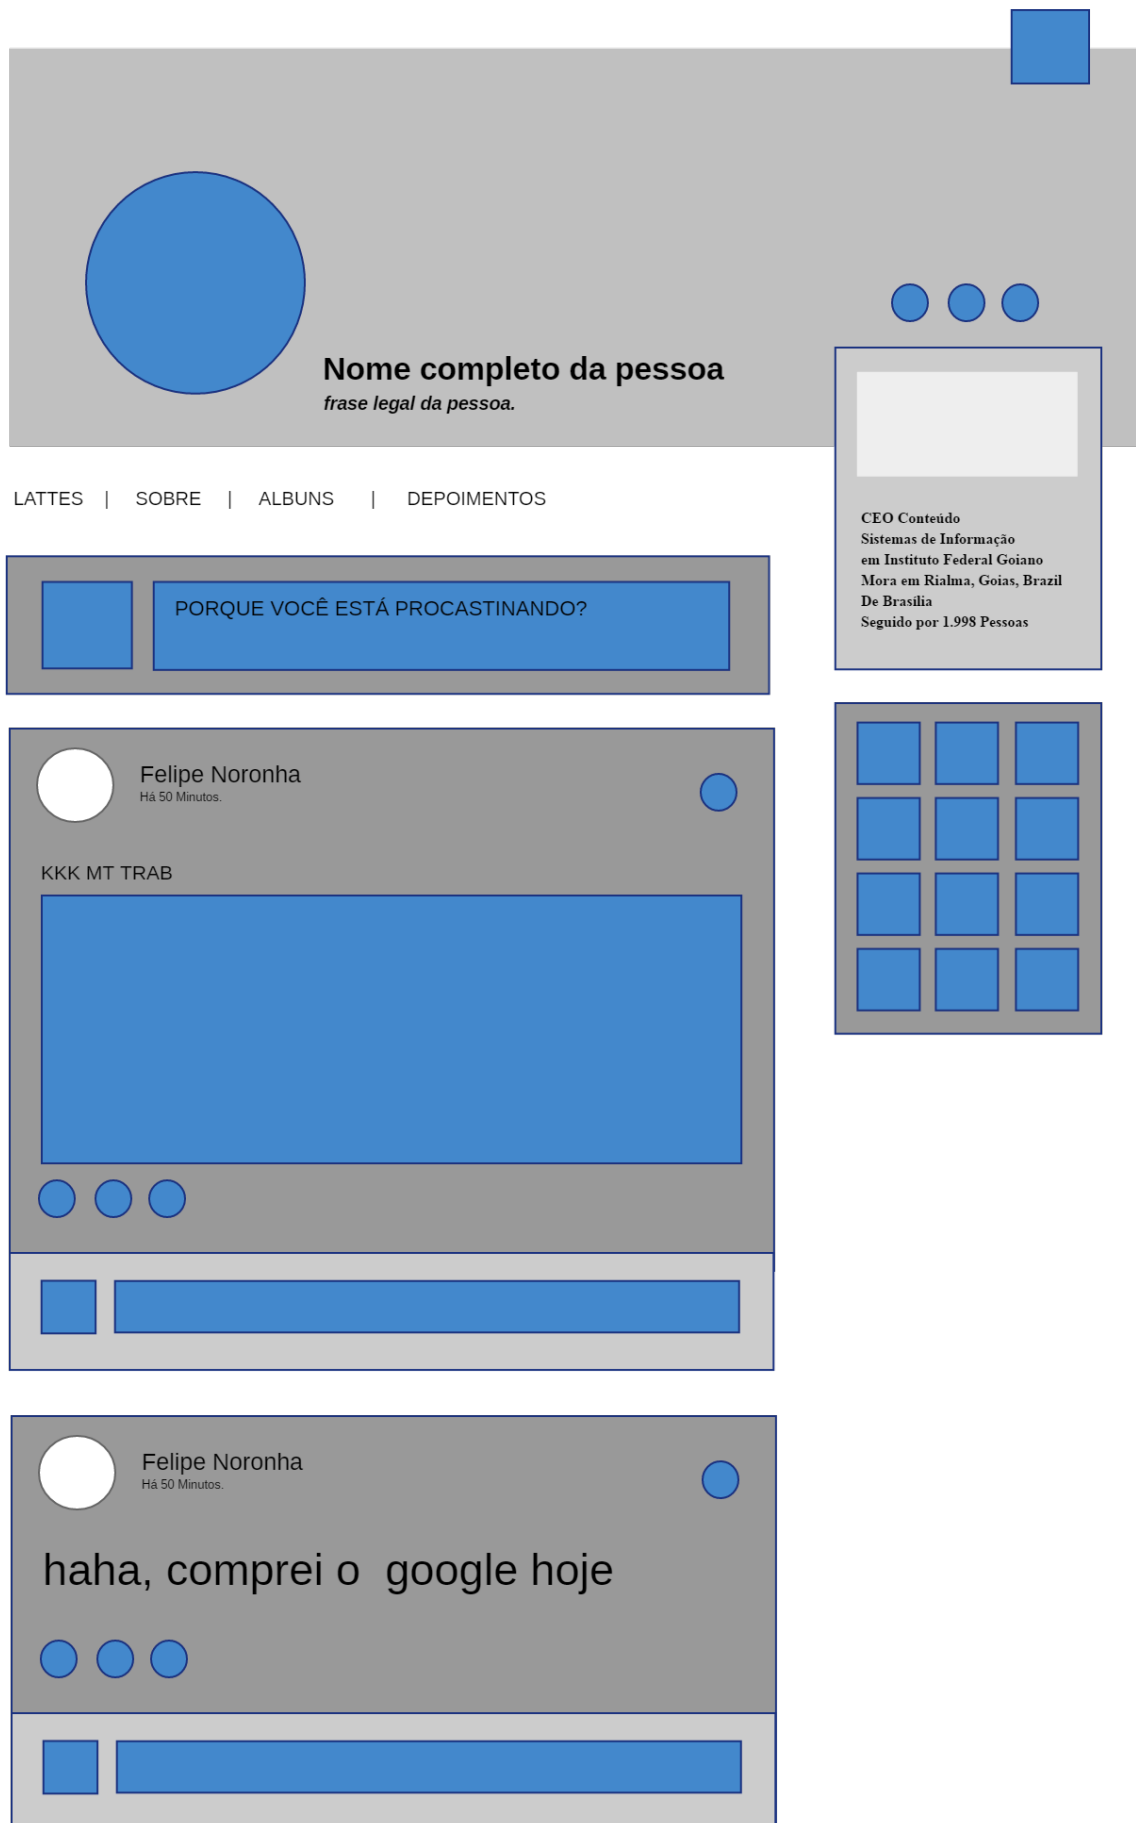 Nome completo da pessoa
frase legal da pessoa.
LATTES | SOBRE | ALBUNS | DEPOIMENTOS
CEO Conteúdo
Sistemas de Informação
em Instituto Federal Goiano
Mora em Rialma, Goias, Brazil
De Brasília
Seguido por 1.998 Pessoas
PORQUE VOCÊ ESTÁ PROCASTINANDO?
Felipe Noronha
Há 50 Minutos.
KKK MT TRAB
Felipe Noronha
Há 50 Minutos.
haha, comprei o  google hoje